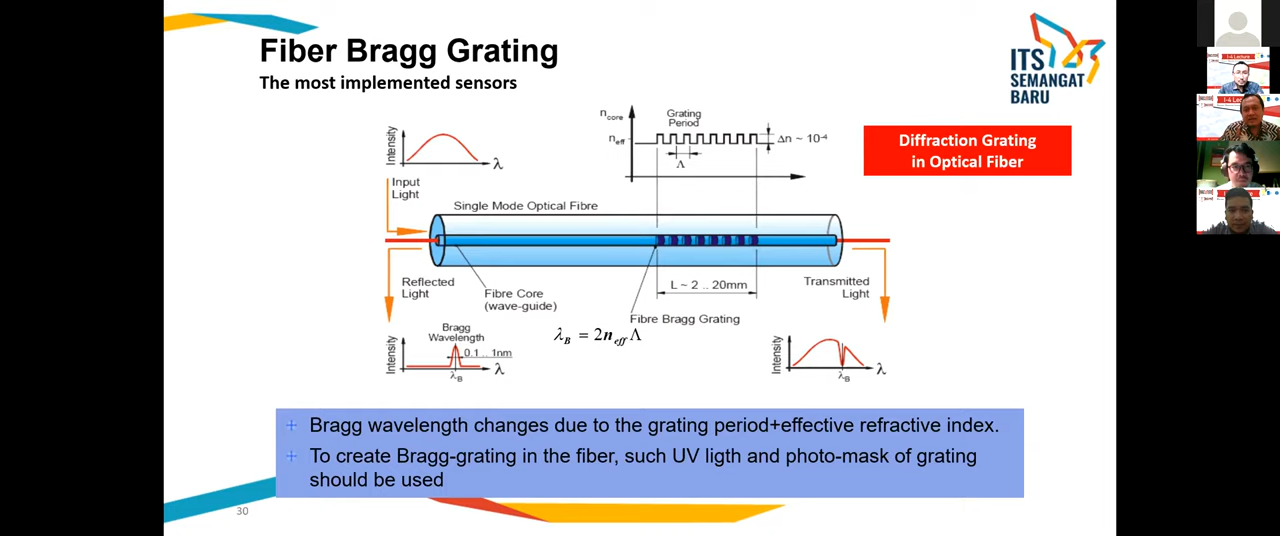 Fiber Bragg Grating
The most implemented sensors
ITS
SEMANGAT
BARU
Diffraction Grating
in Optical Fiber
Intensity
λ
Input
Light
n core
n eff
Grating
Period
Λ
Δn ~ 10⁻⁴
Single Mode Optical Fibre
Reflected
Light
Fibre Core
(wave-guide)
L ~ 2 .. 20mm
Fibre Bragg Grating
Transmitted
Light
λ_B = 2n_eff Λ
Intensity
Bragg
Wavelength
0.1 .. 1nm
λ
λ_B
Intensity
λ
λ_B
Bragg wavelength changes due to the grating period+effective refractive index.
To create Bragg-grating in the fiber, such UV ligth and photo-mask of grating
should be used
30